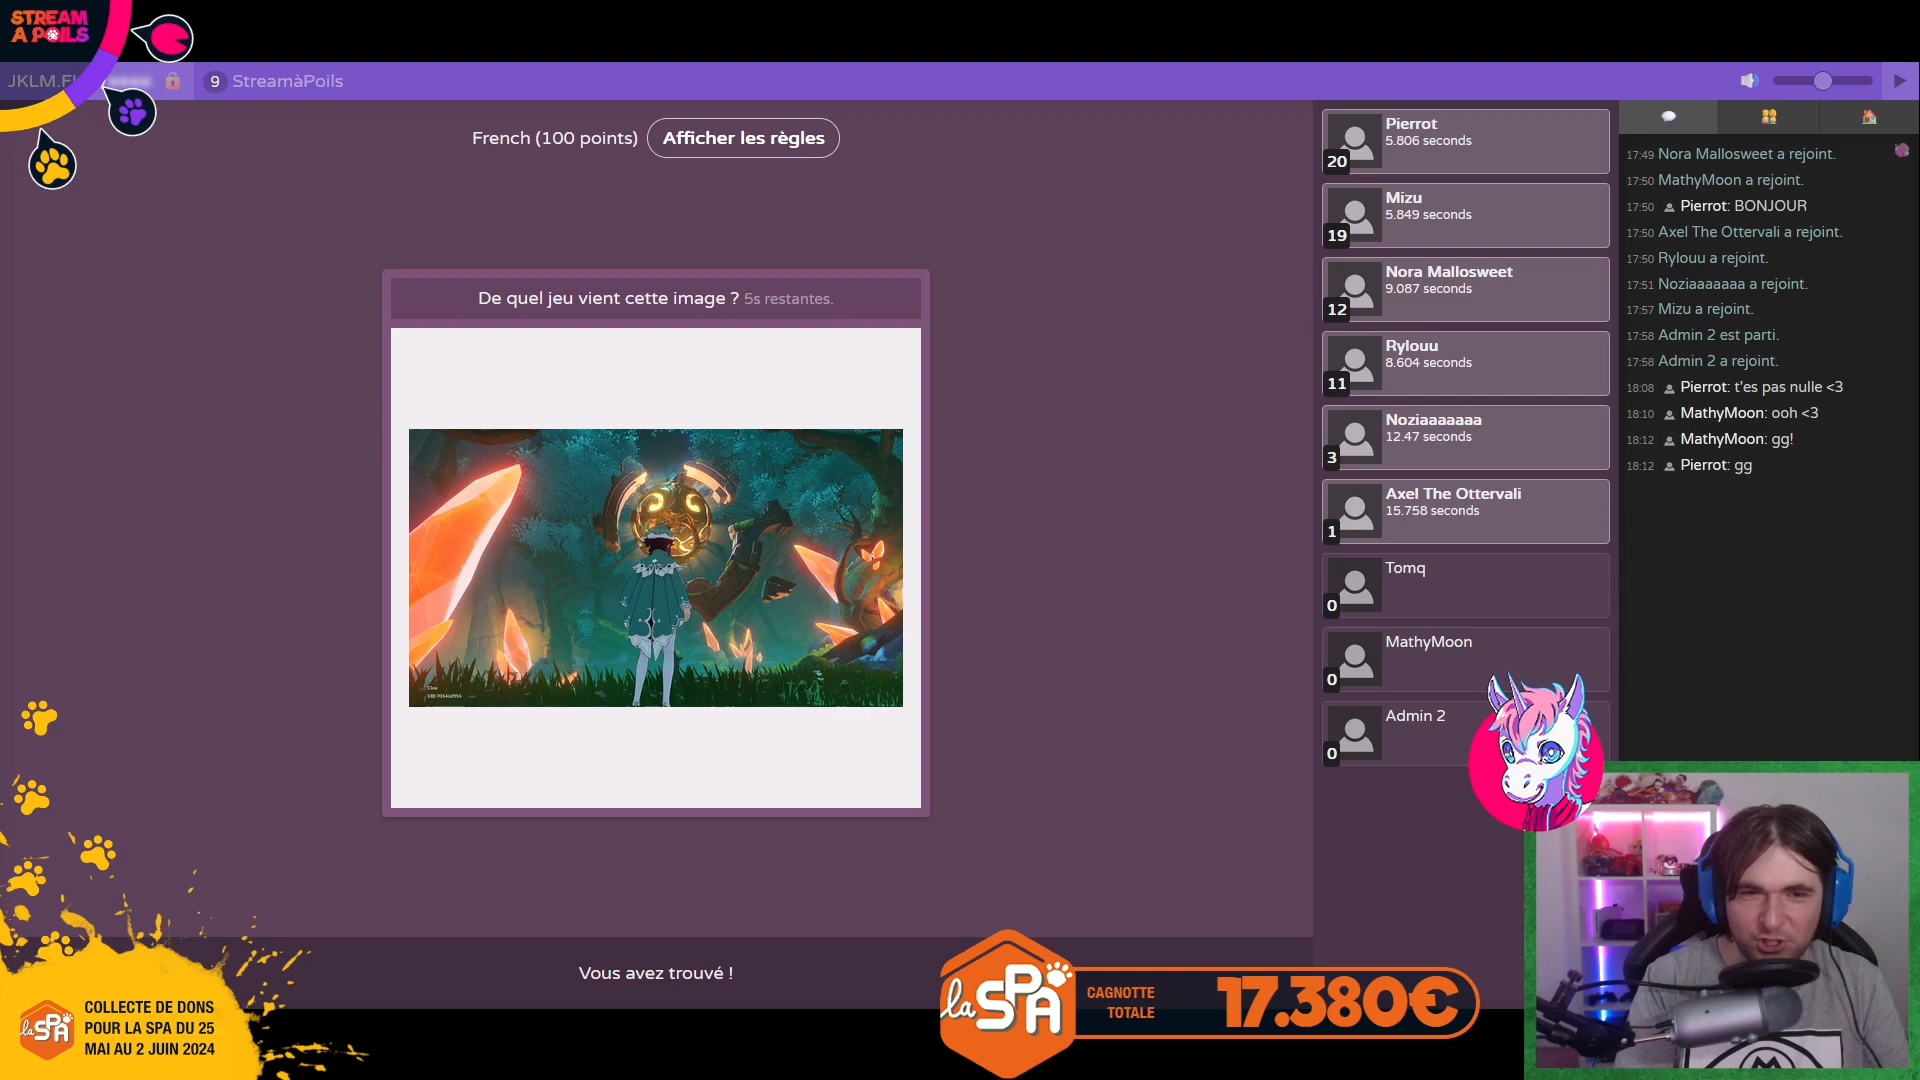 STREAM
A POILS
JKLM.F
9 StreamàPoils
French (100 points) Afficher les règles
De quel jeu vient cette image ? 5s restantes.
Clou
Vous avez trouvé !
Pierrot
5.806 seconds
20
Mizu
5.849 seconds
19
Nora Mallosweet
9.087 seconds
12
Rylouu
8.604 seconds
11
Noziaaaaaaa
12.47 seconds
3
Axel The Ottervali
15.758 seconds
1
Tomq
0
MathyMoon
0
Admin 2
0
17:49 Nora Mallosweet a rejoint.
17:50 MathyMoon a rejoint.
17:50 Pierrot: BONJOUR
17:50 Axel The Ottervali a rejoint.
17:50 Rylouu a rejoint.
17:51 Noziaaaaaaa a rejoint.
17:57 Mizu a rejoint.
17:58 Admin 2 est parti.
17:58 Admin 2 a rejoint.
18:08 Pierrot: t'es pas nulle <3
18:10 MathyMoon: ooh <3
18:12 MathyMoon: gg!
18:12 Pierrot: gg
la SPA
COLLECTE DE DONS
POUR LA SPA DU 25
MAI AU 2 JUIN 2024
la SPA
CAGNOTTE
TOTALE
17.380€